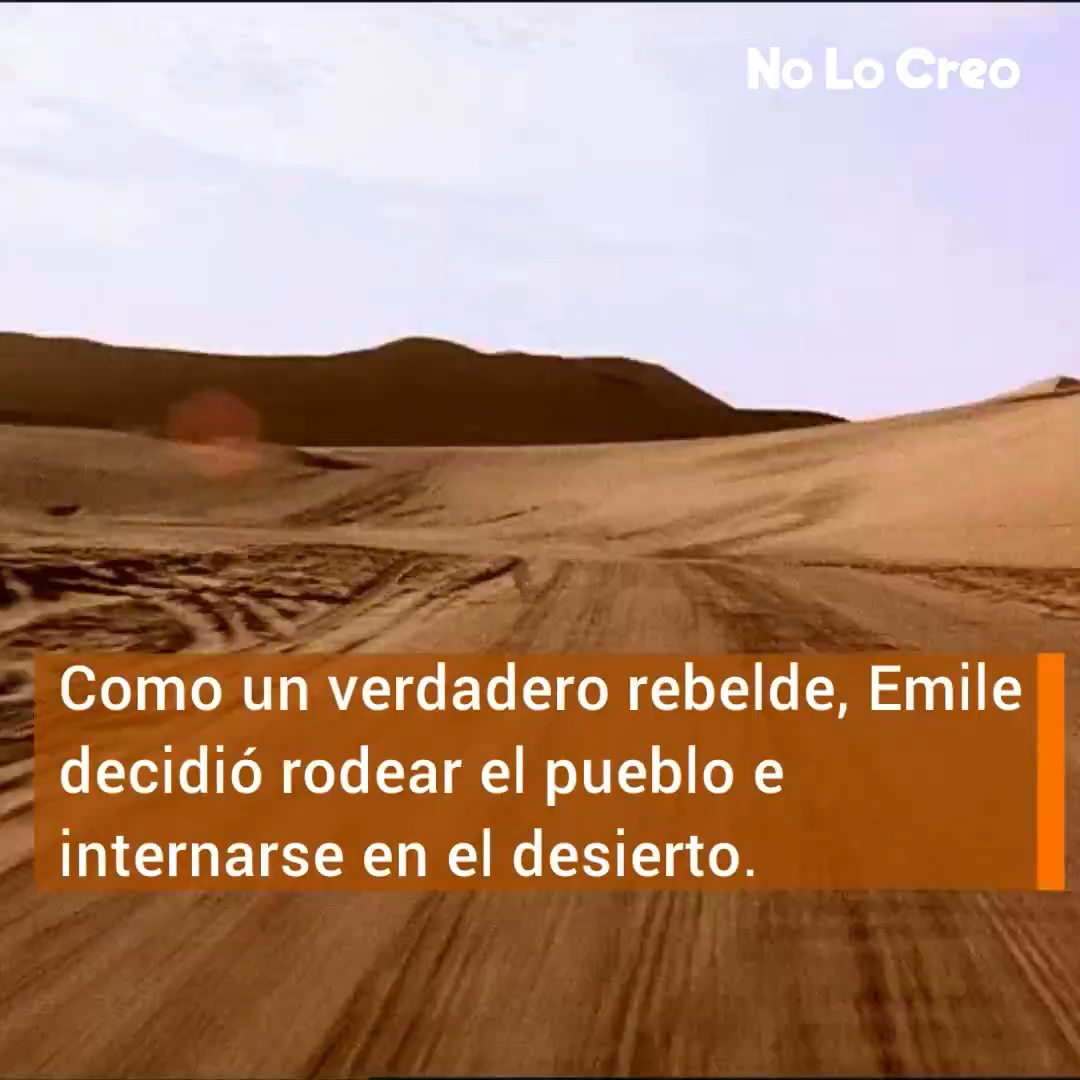 No Lo Creo
Como un verdadero rebelde, Emile
decidió rodear el pueblo e
internarse en el desierto.